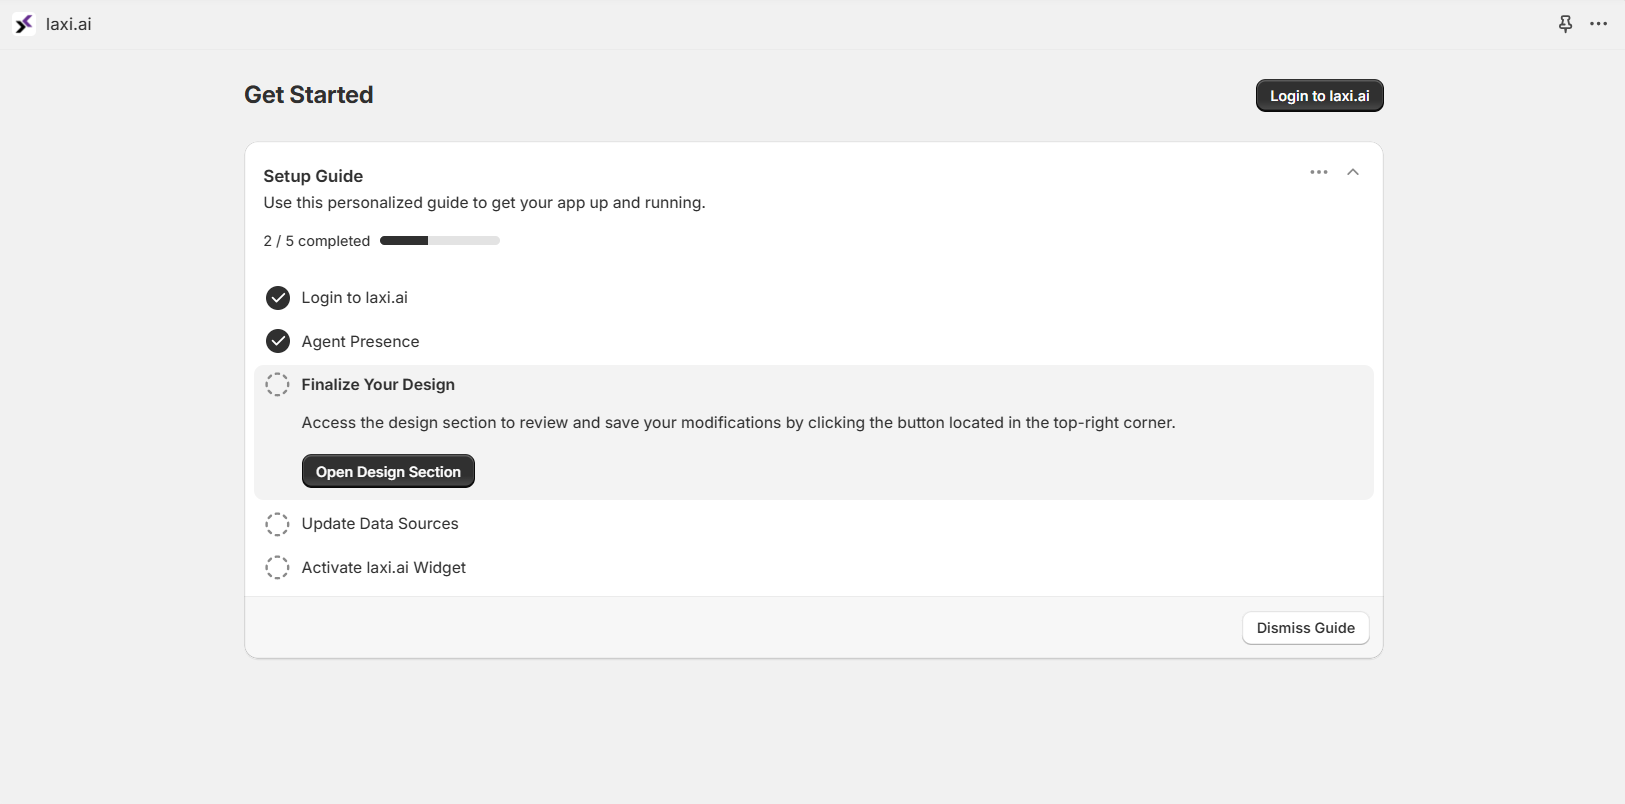 laxi.ai
Get Started
Login to laxi.ai
Setup Guide
Use this personalized guide to get your app up and running.
2 / 5 completed
Login to laxi.ai
Agent Presence
Finalize Your Design
Access the design section to review and save your modifications by clicking the button located in the top-right corner.
Open Design Section
Update Data Sources
Activate laxi.ai Widget
Dismiss Guide